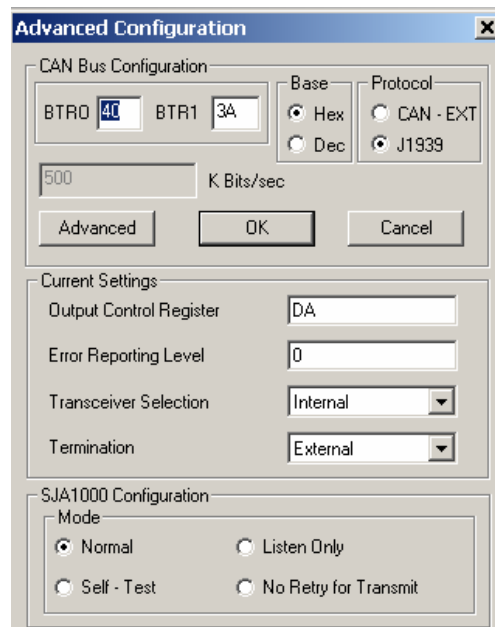 Advanced Configuration
CAN Bus Configuration
BTR0 40 BTR1 3A
Base
Hex
Dec
Protocol
CAN - EXT
J1939
500 K Bits/sec
Advanced OK Cancel
Current Settings
Output Control Register DA
Error Reporting Level 0
Transceiver Selection Internal
Termination External
SJA1000 Configuration
Mode
Normal Listen Only
Self - Test No Retry for Transmit